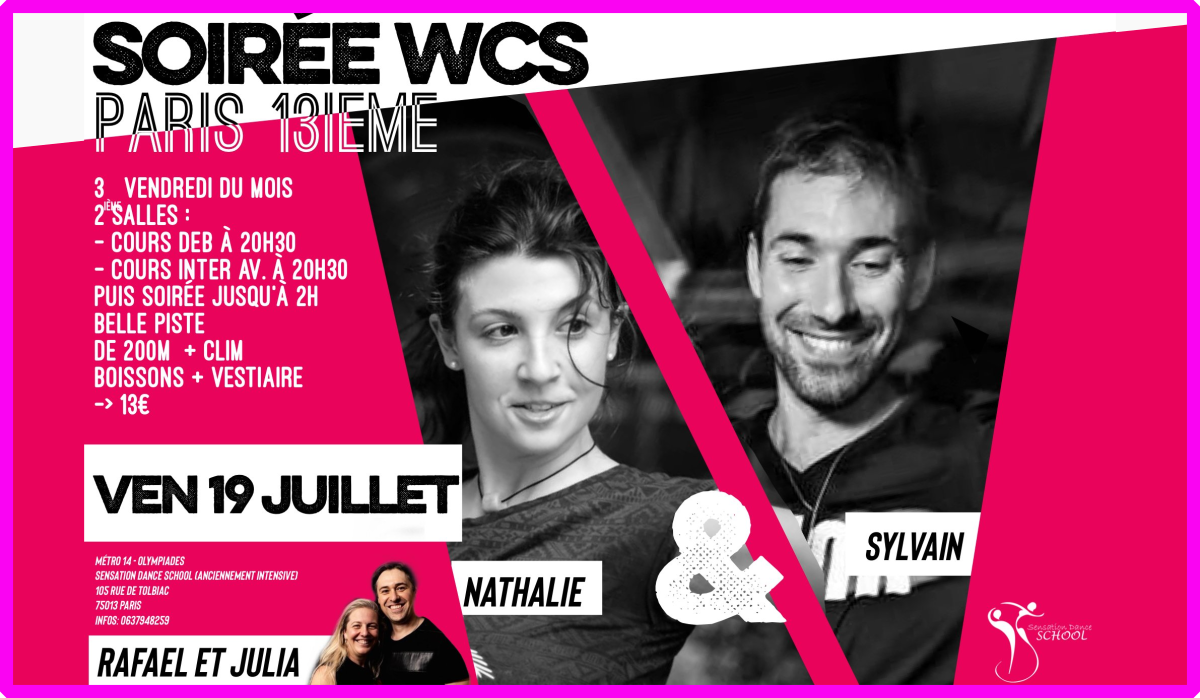 SOIRÉE WCS
PARIS 13IEME
3IÈME VENDREDI DU MOIS
2 SALLES :
- COURS DEB À 20H30
- COURS INTER AV. À 20H30
PUIS SOIRÉE JUSQU'À 2H
BELLE PISTE
DE 200M + CLIM
BOISSONS + VESTIAIRE
-> 13€
VEN 19 JUILLET
MÉTRO 14 - OLYMPIADES
SENSATION DANCE SCHOOL (ANCIENNEMENT INTENSIVE)
105 RUE DE TOLBIAC
75013 PARIS
INFOS: 0637948259
RAFAEL ET JULIA
NATHALIE
&
SYLVAIN
Sensation Dance
SCHOOL